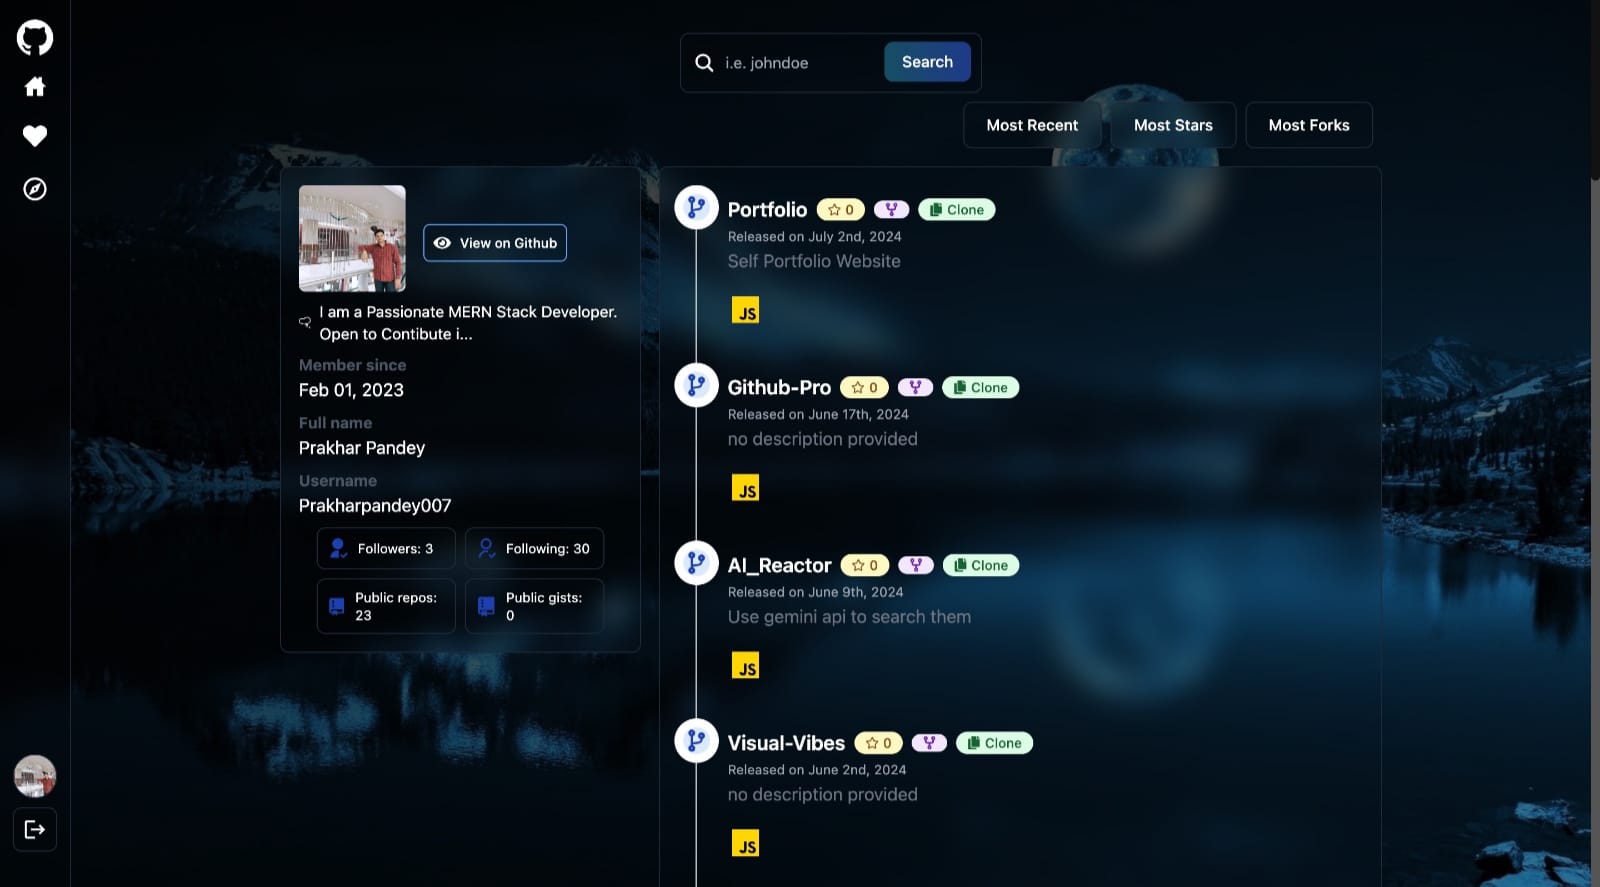 i.e. johndoe
Search
Most Recent
Most Stars
Most Forks
View on Github
I am a Passionate MERN Stack Developer.
Open to Contibute i...
Member since
Feb 01, 2023
Full name
Prakhar Pandey
Username
Prakharpandey007
Followers: 3
Following: 30
Public repos:
23
Public gists:
0
Portfolio 0 Clone
Released on July 2nd, 2024
Self Portfolio Website
JS
Github-Pro 0 Clone
Released on June 17th, 2024
no description provided
JS
AI_Reactor 0 Clone
Released on June 9th, 2024
Use gemini api to search them
JS
Visual-Vibes 0 Clone
Released on June 2nd, 2024
no description provided
JS